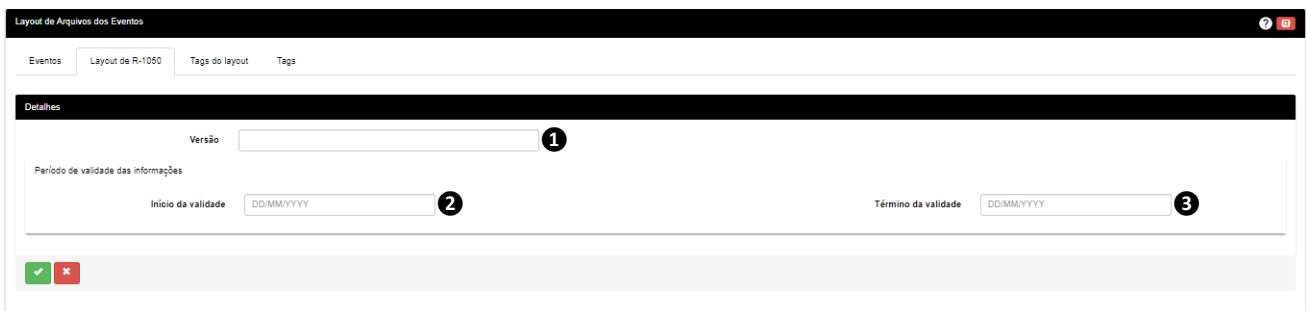 Layout de Arquivos dos Eventos ?
Eventos Layout de R-1050 Tags do layout Tags
Detalhes
Versão 1
Período de validade das informações
Início da validade DD/MM/YYYY 2 Término da validade DD/MM/YYYY 3